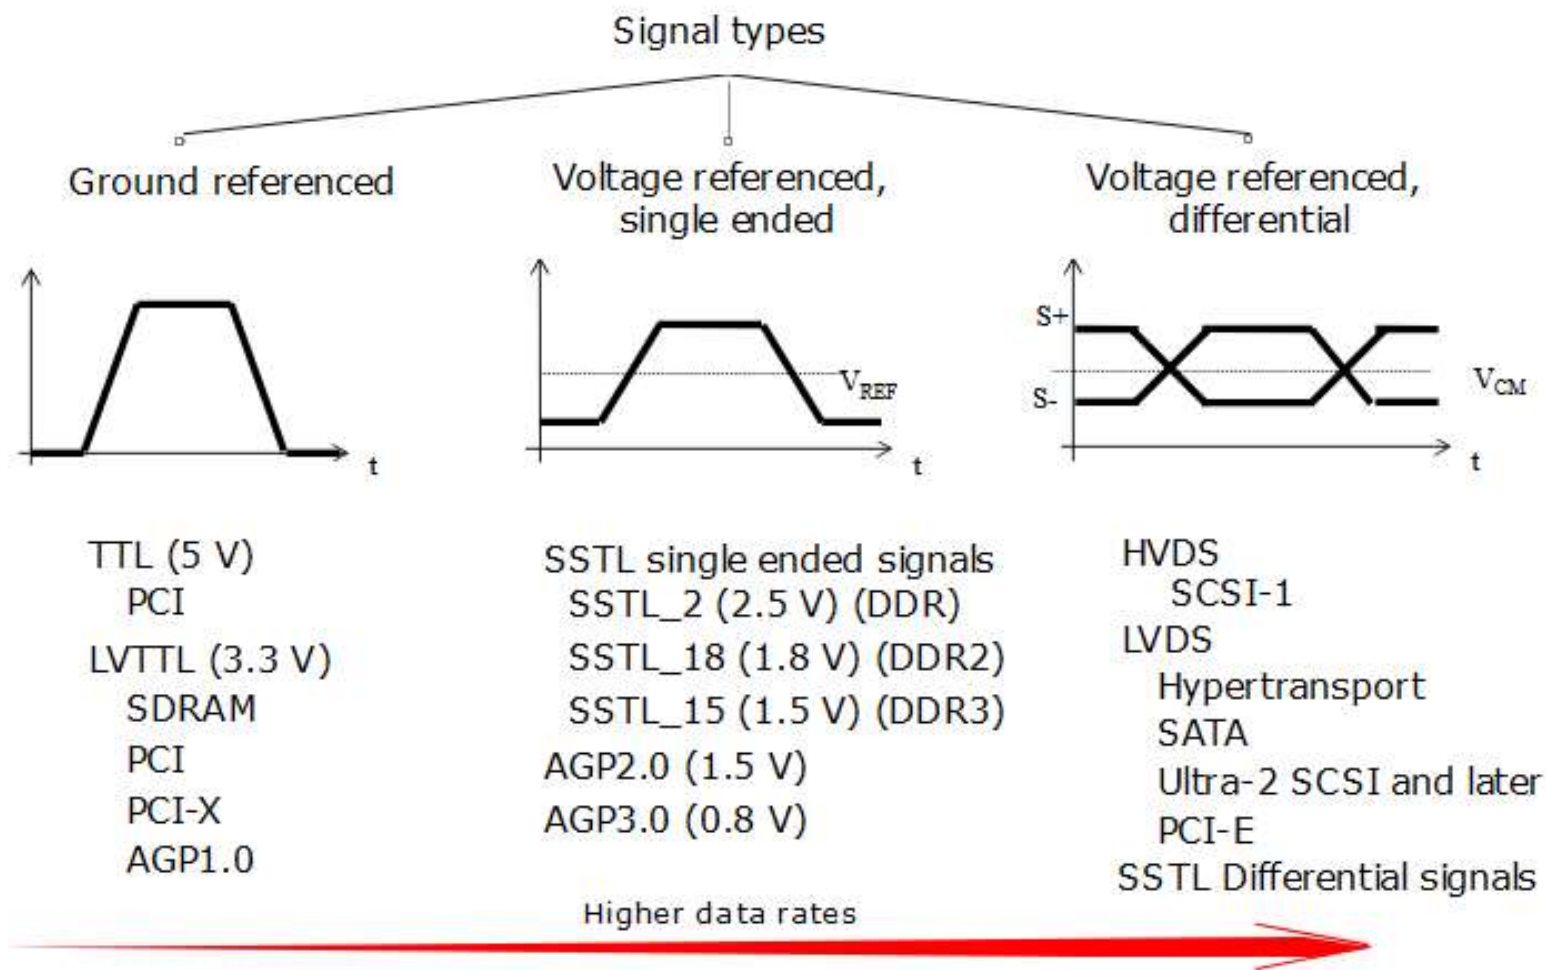 Signal types
Ground referenced
Voltage referenced,
single ended
Voltage referenced,
differential
t
VREF
t
S+
S-
VCM
t
TTL (5 V)
PCI
LVTTL (3.3 V)
SDRAM
PCI
PCI-X
AGP1.0
SSTL single ended signals
SSTL_2 (2.5 V) (DDR)
SSTL_18 (1.8 V) (DDR2)
SSTL_15 (1.5 V) (DDR3)
AGP2.0 (1.5 V)
AGP3.0 (0.8 V)
HVDS
SCSI-1
LVDS
Hypertransport
SATA
Ultra-2 SCSI and later
PCI-E
SSTL Differential signals
Higher data rates